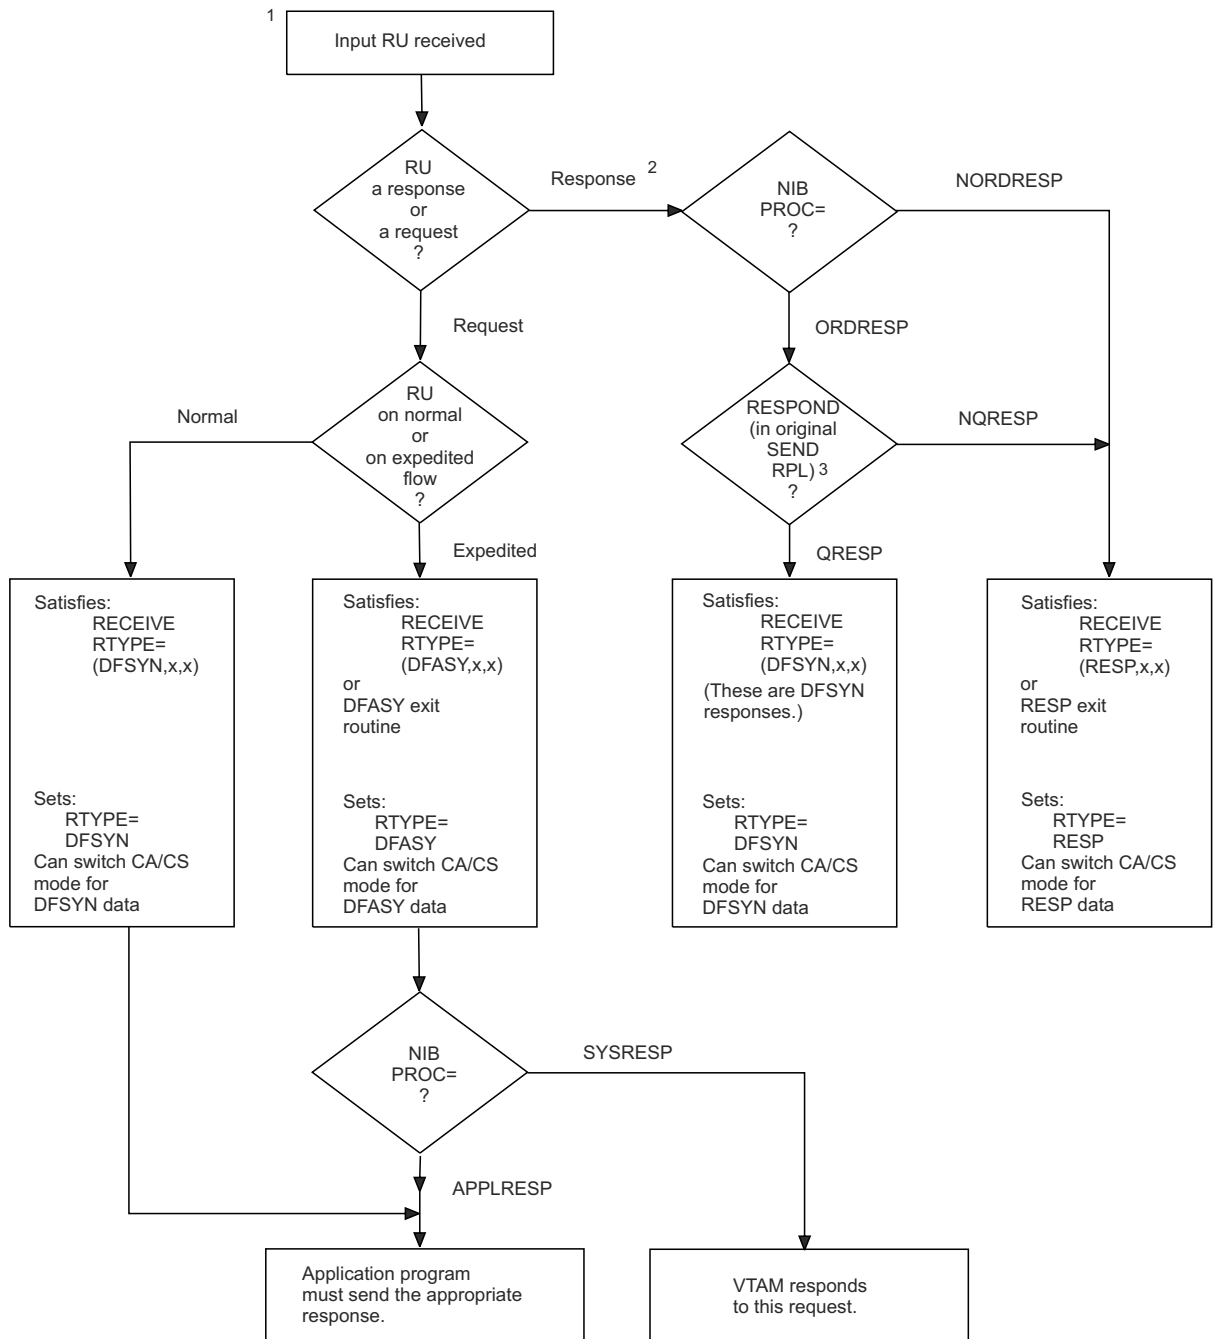 1
Input RU received
RU
a response
or
a request
?
Response 2
NIB
PROC=
?
NORDRESP
Request
ORDRESP
RU
on normal
or
on expedited
flow
?
Normal
Expedited
RESPOND
(in original
SEND
RPL) 3
?
NQRESP
QRESP
Satisfies:
RECEIVE
RTYPE=
(DFSYN,x,x)
Sets:
RTYPE=
DFSYN
Can switch CA/CS
mode for
DFSYN data
Satisfies:
RECEIVE
RTYPE=
(DFASY,x,x)
or
DFASY exit
routine
Sets:
RTYPE=
DFASY
Can switch CA/CS
mode for
DFASY data
Satisfies:
RECEIVE
RTYPE=
(DFSYN,x,x)
(These are DFSYN
responses.)
Sets:
RTYPE=
DFSYN
Can switch CA/CS
mode for
DFSYN data
Satisfies:
RECEIVE
RTYPE=
(RESP,x,x)
or
RESP exit
routine
Sets:
RTYPE=
RESP
Can switch CA/CS
mode for
RESP data
NIB
PROC=
?
SYSRESP
APPLRESP
Application program
must send the appropriate
response.
VTAM responds
to this request.